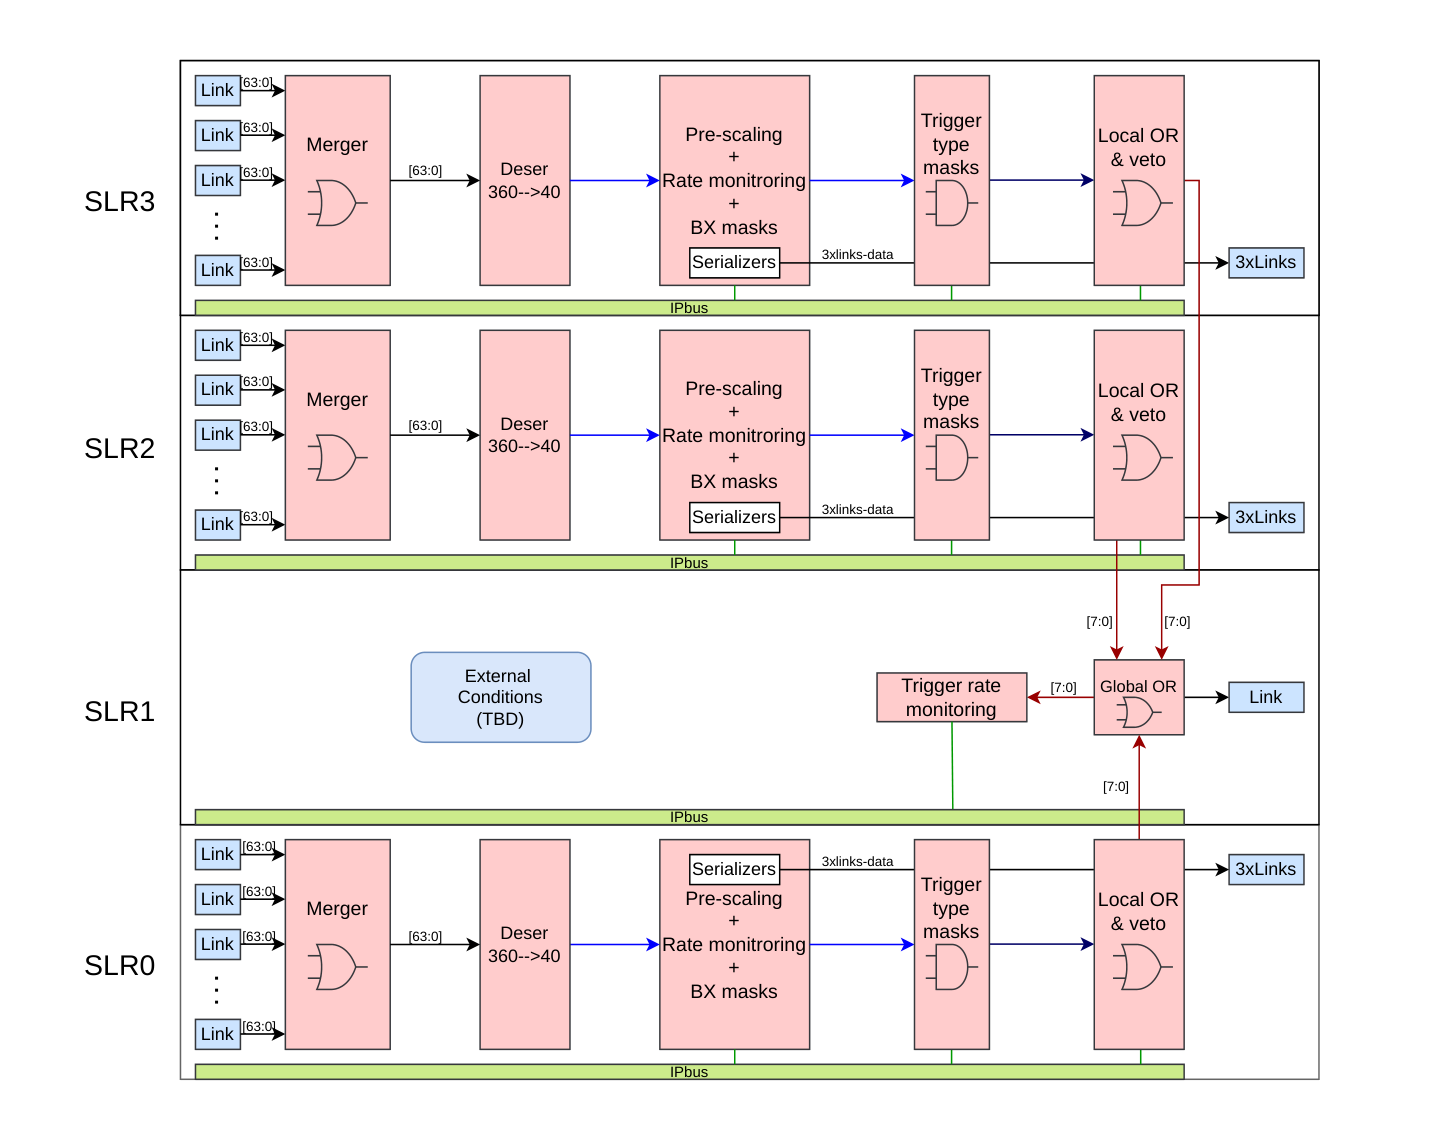 SLR3
Link
[63:0]
Link
[63:0]
Link
[63:0]
Link
[63:0]
Merger
[63:0]
Deser
360-->40
Pre-scaling
+
Rate monitroring
+
BX masks
Serializers
3xlinks-data
Trigger
type
masks
Local OR
& veto
3xLinks
IPbus
SLR2
Link
[63:0]
Link
[63:0]
Link
[63:0]
Link
[63:0]
Merger
[63:0]
Deser
360-->40
Pre-scaling
+
Rate monitroring
+
BX masks
Serializers
3xlinks-data
Trigger
type
masks
Local OR
& veto
3xLinks
IPbus
SLR1
External
Conditions
(TBD)
Trigger rate
monitoring
[7:0]
[7:0]
[7:0]
Global OR
Link
[7:0]
IPbus
SLR0
Link
[63:0]
Link
[63:0]
Link
[63:0]
Link
[63:0]
Merger
[63:0]
Deser
360-->40
Serializers
3xlinks-data
Pre-scaling
+
Rate monitroring
+
BX masks
Trigger
type
masks
Local OR
& veto
3xLinks
IPbus